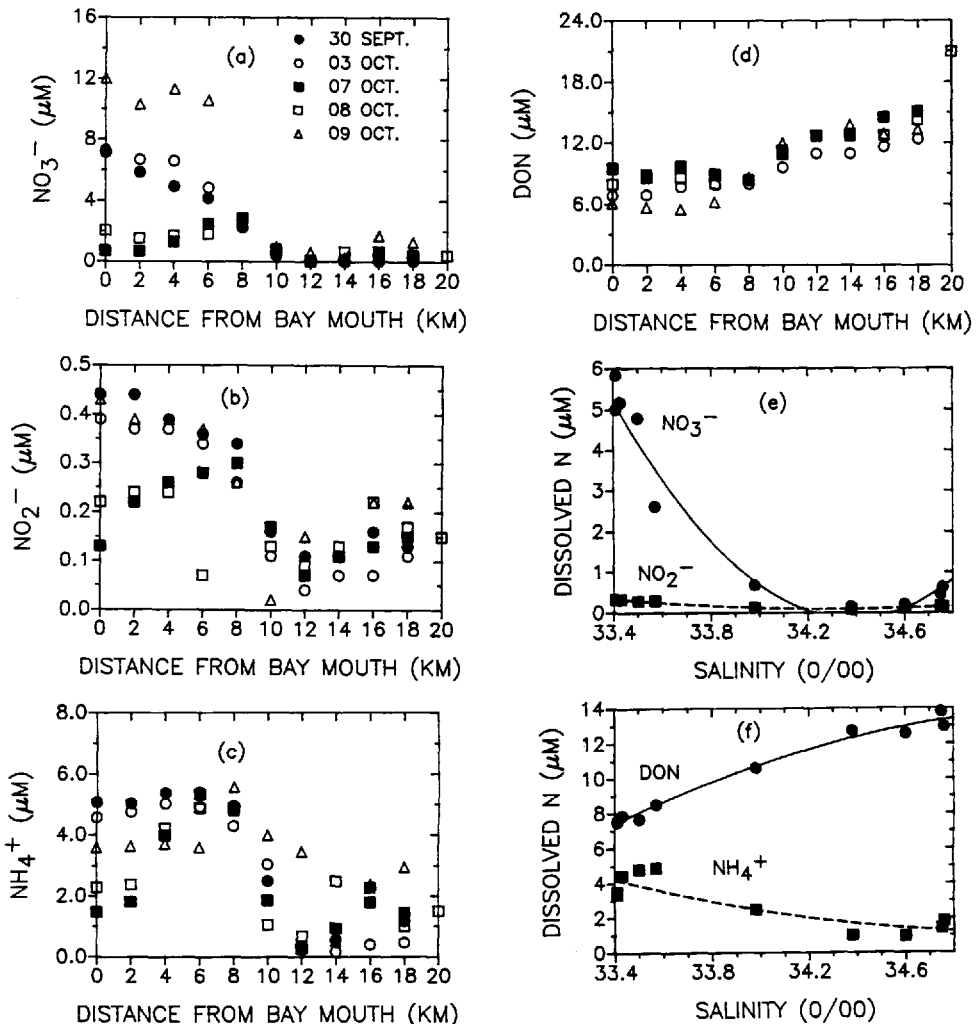 16
12
8
4
0
NO3⁻ (μM)
(a)
30 SEPT.
03 OCT.
07 OCT.
08 OCT.
09 OCT.
0 2 4 6 8 10 12 14 16 18 20
DISTANCE FROM BAY MOUTH (KM)
24.0
18.0
12.0
6.0
0.0
DON (μM)
(d)
0 2 4 6 8 10 12 14 16 18 20
DISTANCE FROM BAY MOUTH (KM)
0.5
0.4
0.3
0.2
0.1
0.0
NO2⁻ (μM)
(b)
0 2 4 6 8 10 12 14 16 18 20
DISTANCE FROM BAY MOUTH (KM)
6
5
4
3
2
1
0
DISSOLVED N (μM)
(e)
NO3⁻
NO2⁻
33.4 33.8 34.2 34.6
SALINITY (0/00)
8.0
6.0
4.0
2.0
0.0
NH4⁺ (μM)
(c)
0 2 4 6 8 10 12 14 16 18 20
DISTANCE FROM BAY MOUTH (KM)
14
12
10
8
6
4
2
0
DISSOLVED N (μM)
(f)
DON
NH4⁺
33.4 33.8 34.2 34.6
SALINITY (0/00)